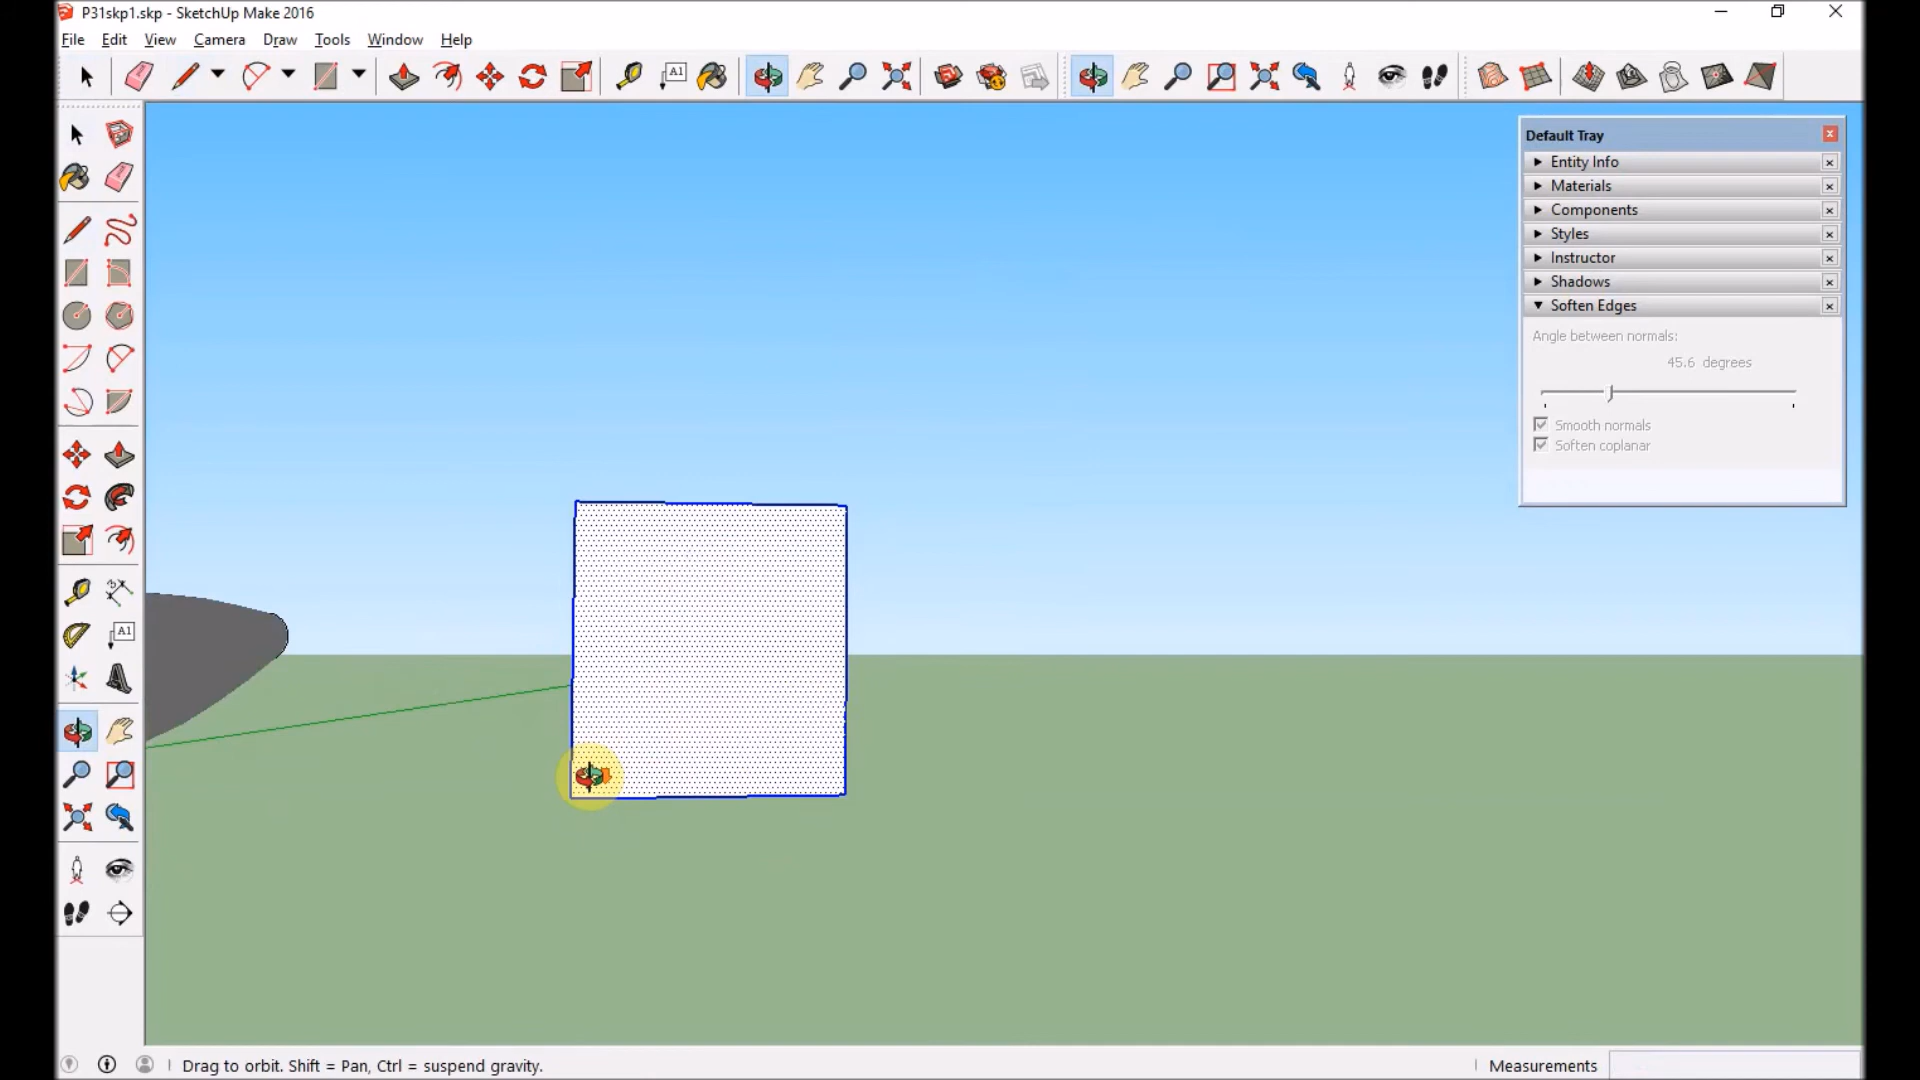 P31skp1.skp - SketchUp Make 2016
File Edit View Camera Draw Tools Window Help
A1
Default Tray
Entity Info
Materials
Components
Styles
Instructor
Shadows
Soften Edges
Angle between normals:
45.6 degrees
Smooth normals
Soften coplanar
A1
Drag to orbit. Shift = Pan, Ctrl = suspend gravity.
Measurements